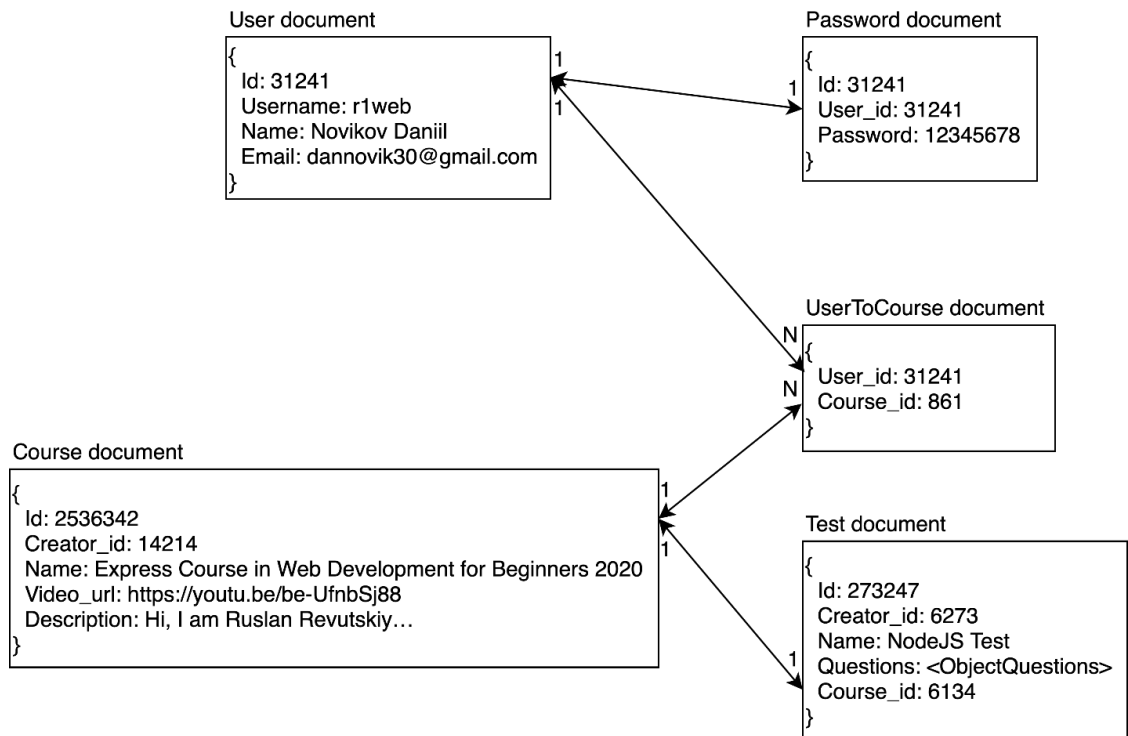 User document
{
Id: 31241
Username: r1web
Name: Novikov Daniil
Email: dannovik30@gmail.com
}
Password document
{
Id: 31241
User_id: 31241
Password: 12345678
}
1
1
1
UserToCourse document
{
User_id: 31241
Course_id: 861
}
N
N
Course document
{
Id: 2536342
Creator_id: 14214
Name: Express Course in Web Development for Beginners 2020
Video_url: https://youtu.be/be-UfnbSj88
Description: Hi, I am Ruslan Revutskiy...
}
1
1
Test document
{
Id: 273247
Creator_id: 6273
Name: NodeJS Test
Questions: <ObjectQuestions>
Course_id: 6134
}
1